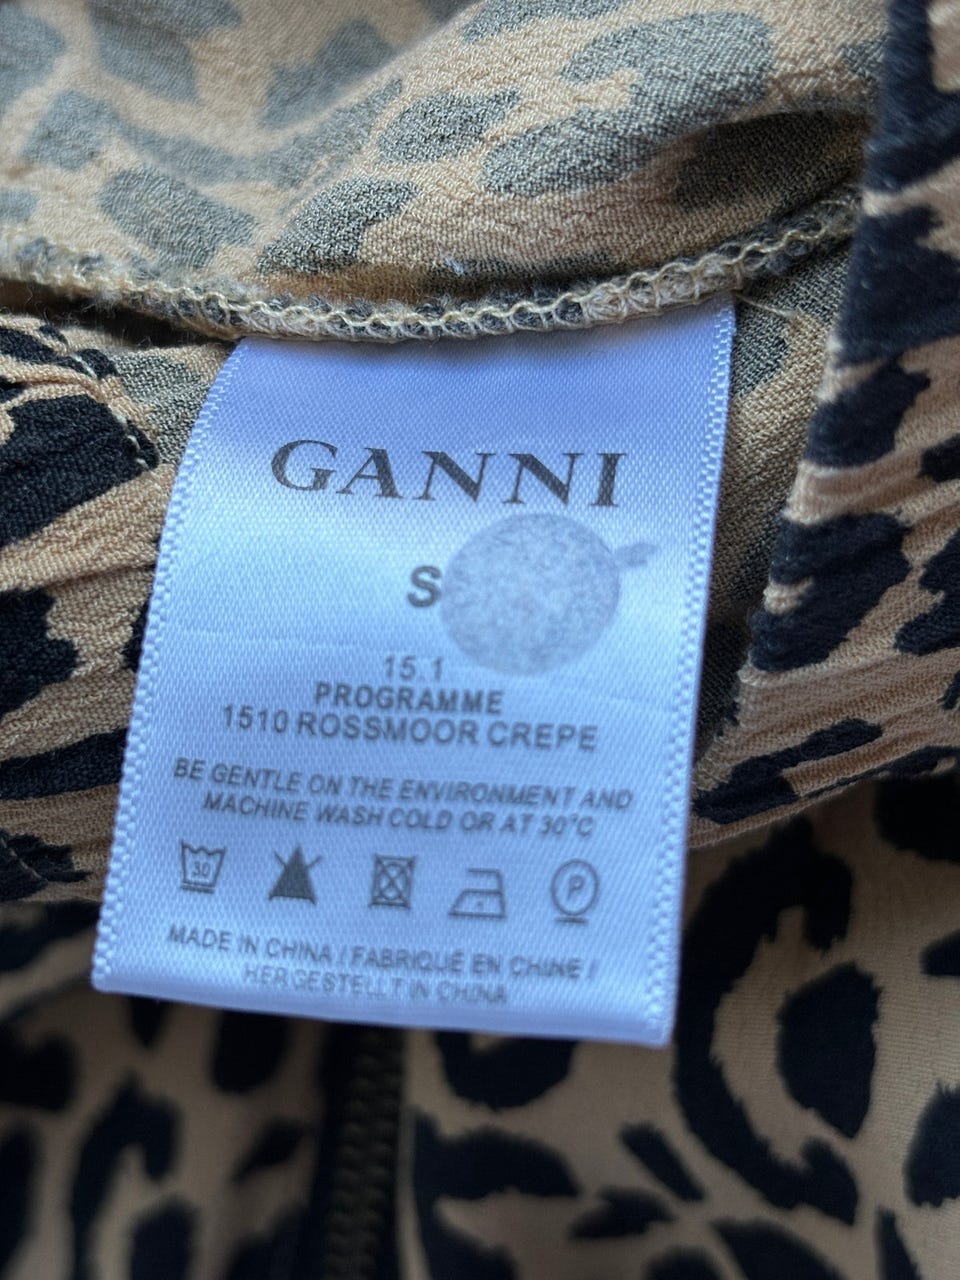 GANNI
S
15.1
PROGRAMME
1510 ROSSMOOR CREPE
BE GENTLE ON THE ENVIRONMENT AND
MACHINE WASH COLD OR AT 30°C
30
P
MADE IN CHINA / FABRIQUÉ EN CHINE /
HERGESTELLT IN CHINA